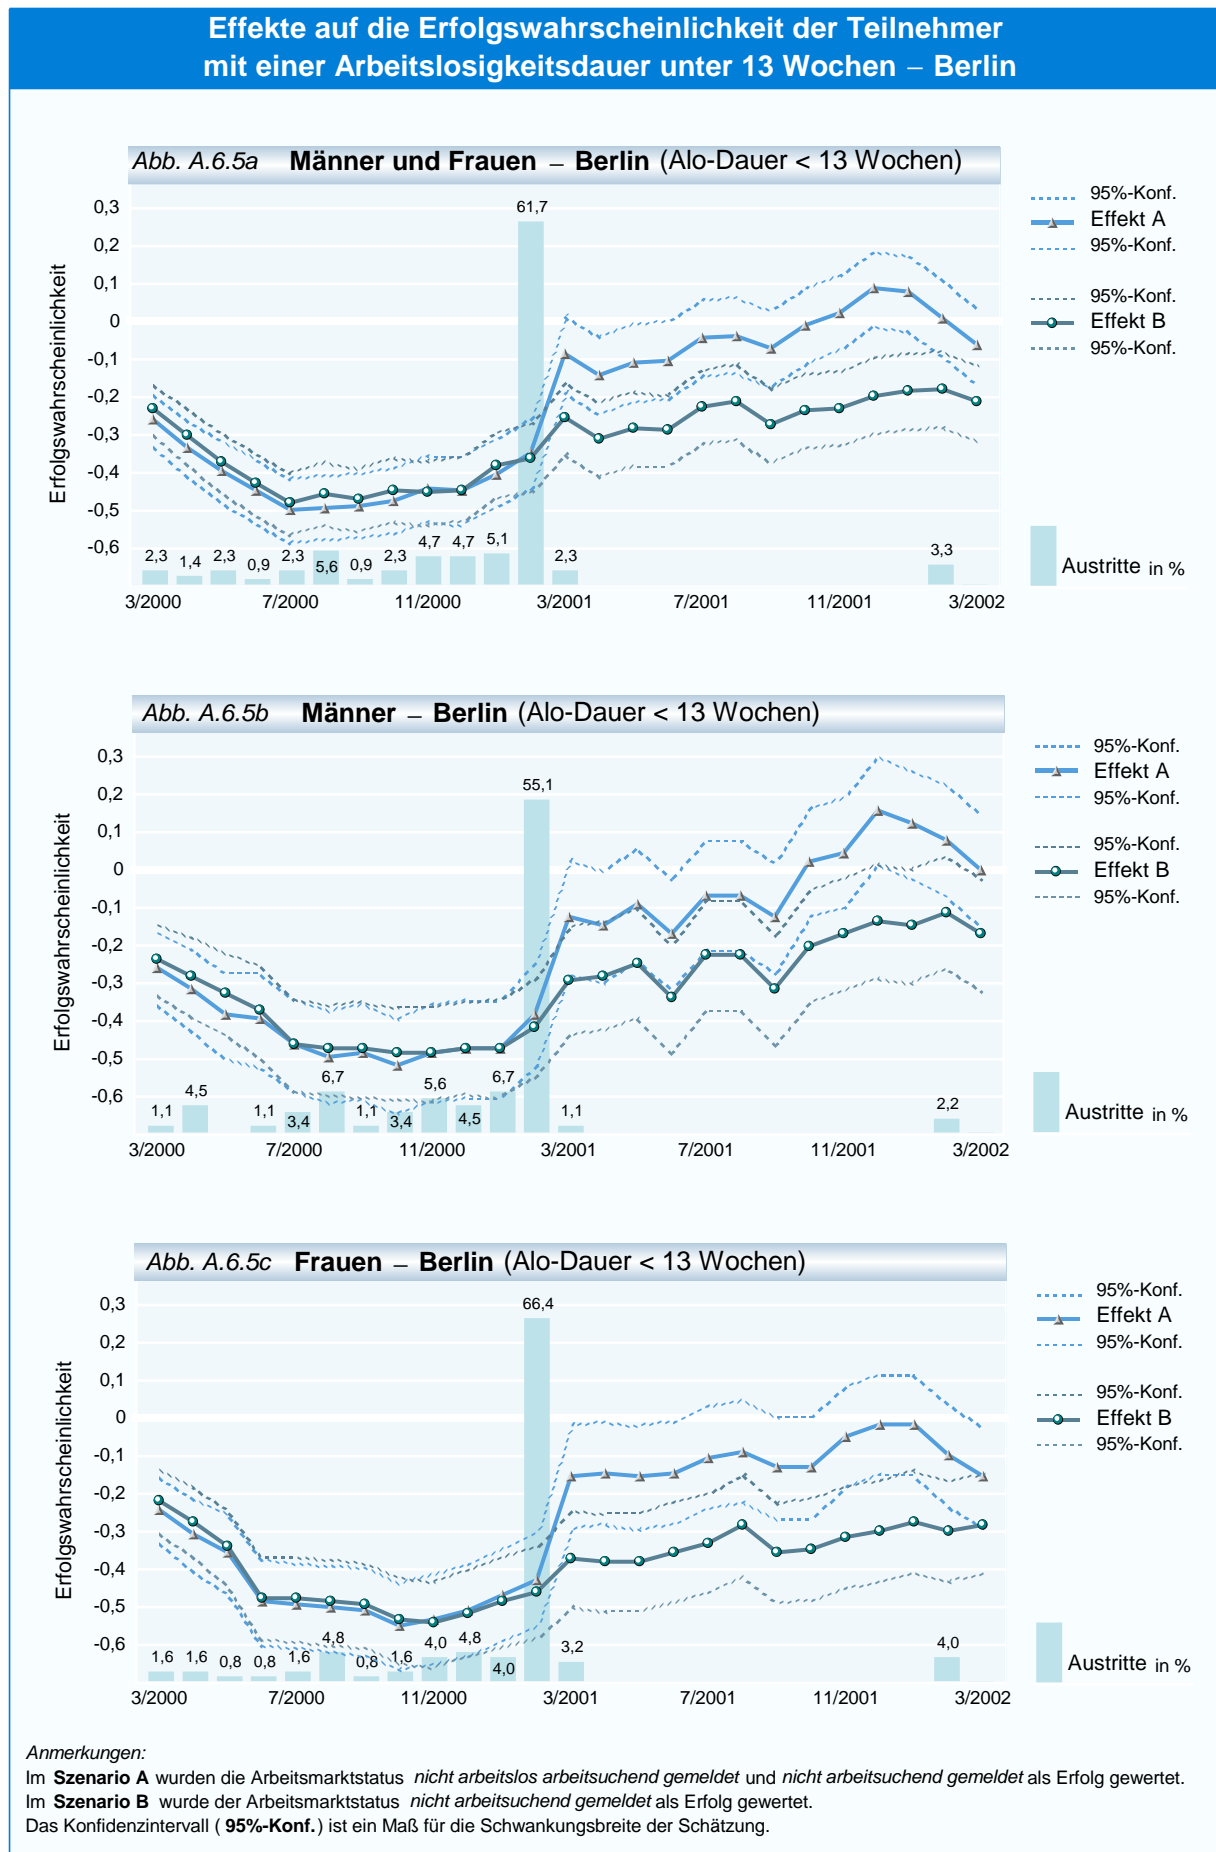 Effekte auf die Erfolgswahrscheinlichkeit der Teilnehmer
mit einer Arbeitslosigkeitsdauer unter 13 Wochen – Berlin
Abb. A.6.5a Männer und Frauen – Berlin (Alo-Dauer < 13 Wochen)
Erfolgswahrscheinlichkeit
0,3
0,2
0,1
0
-0,1
-0,2
-0,3
-0,4
-0,5
-0,6
2,3 1,4 2,3 0,9 2,3 5,6 0,9 2,3 4,7 4,7 5,1 61,7 2,3 3,3
3/2000 7/2000 11/2000 3/2001 7/2001 11/2001 3/2002
95%-Konf.
Effekt A
95%-Konf.
95%-Konf.
Effekt B
95%-Konf.
Austritte in %
Abb. A.6.5b Männer – Berlin (Alo-Dauer < 13 Wochen)
Erfolgswahrscheinlichkeit
0,3
0,2
0,1
0
-0,1
-0,2
-0,3
-0,4
-0,5
-0,6
1,1 4,5 1,1 3,4 6,7 1,1 3,4 5,6 4,5 6,7 55,1 1,1 2,2
3/2000 7/2000 11/2000 3/2001 7/2001 11/2001 3/2002
95%-Konf.
Effekt A
95%-Konf.
95%-Konf.
Effekt B
95%-Konf.
Austritte in %
Abb. A.6.5c Frauen – Berlin (Alo-Dauer < 13 Wochen)
Erfolgswahrscheinlichkeit
0,3
0,2
0,1
0
-0,1
-0,2
-0,3
-0,4
-0,5
-0,6
1,6 1,6 0,8 0,8 1,6 4,8 0,8 1,6 4,0 4,8 4,0 66,4 3,2 4,0
3/2000 7/2000 11/2000 3/2001 7/2001 11/2001 3/2002
95%-Konf.
Effekt A
95%-Konf.
95%-Konf.
Effekt B
95%-Konf.
Austritte in %
Anmerkungen:
Im Szenario A wurden die Arbeitsmarktstatus nicht arbeitslos arbeitsuchend gemeldet und nicht arbeitsuchend gemeldet als Erfolg gewertet.
Im Szenario B wurde der Arbeitsmarktstatus nicht arbeitsuchend gemeldet als Erfolg gewertet.
Das Konfidenzintervall ( 95%-Konf.) ist ein Maß für die Schwankungsbreite der Schätzung.